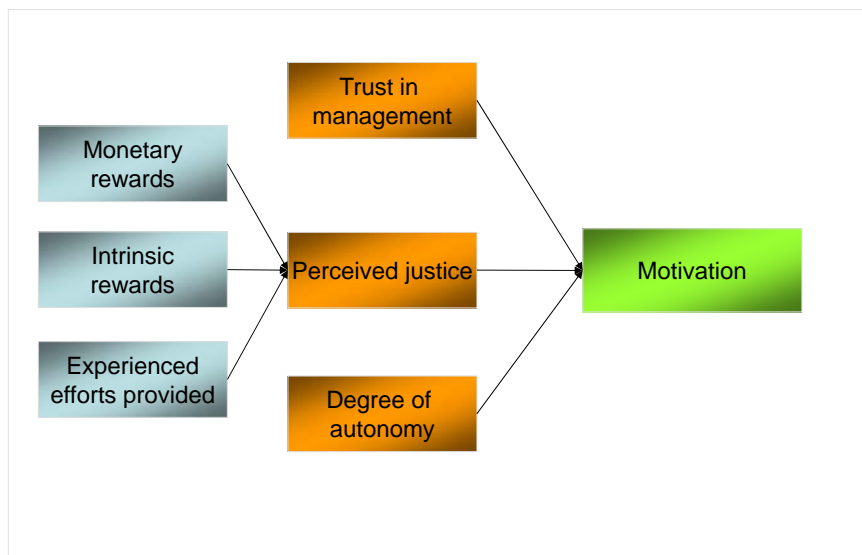 Trust in
management
Monetary
rewards
Intrinsic
rewards
Perceived justice
Motivation
Experienced
efforts provided
Degree of
autonomy